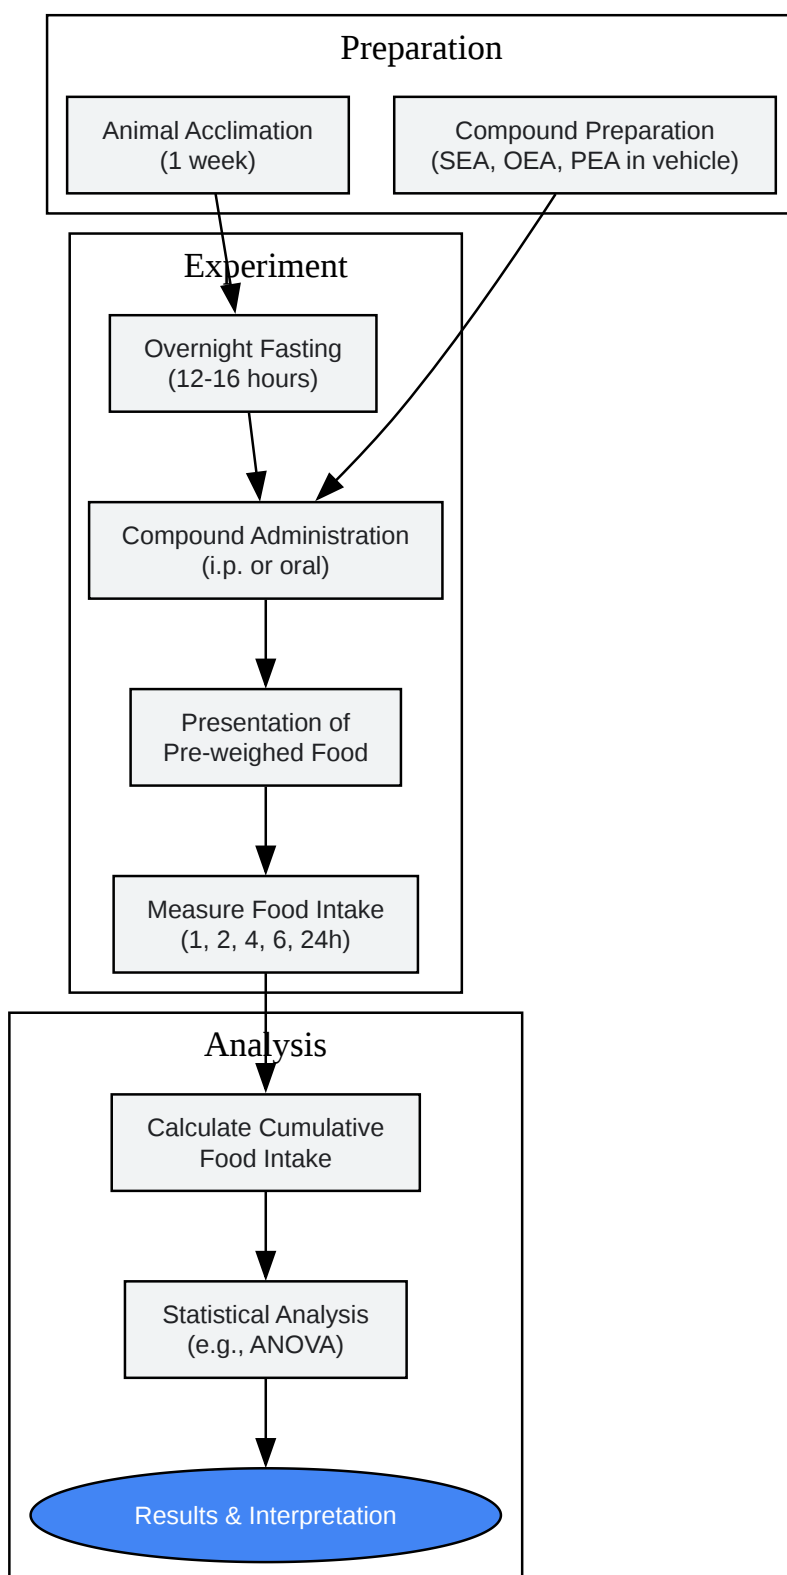 Preparation
Animal Acclimation
(1 week)
Compound Preparation
(SEA, OEA, PEA in vehicle)
Experiment
Overnight Fasting
(12-16 hours)
Compound Administration
(i.p. or oral)
Presentation of
Pre-weighed Food
Measure Food Intake
(1, 2, 4, 6, 24h)
Analysis
Calculate Cumulative
Food Intake
Statistical Analysis
(e.g., ANOVA)
Results & Interpretation